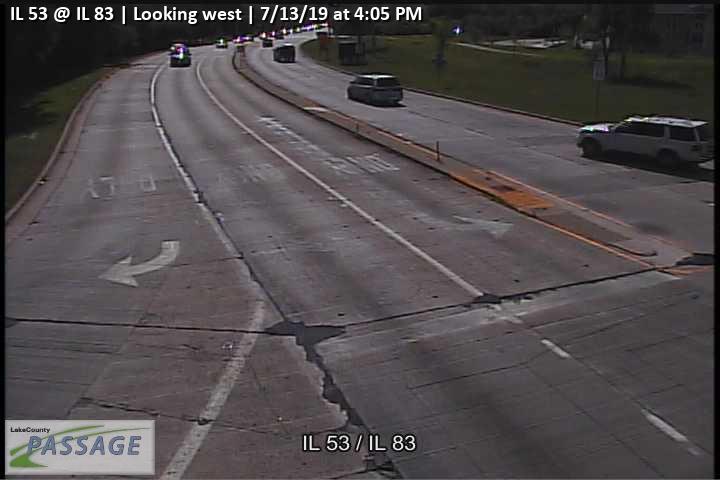 IL 53 @ IL 83 | Looking west | 7/13/19 at 4:05 PM
LakeCounty
PASSAGE
IL 53 / IL 83